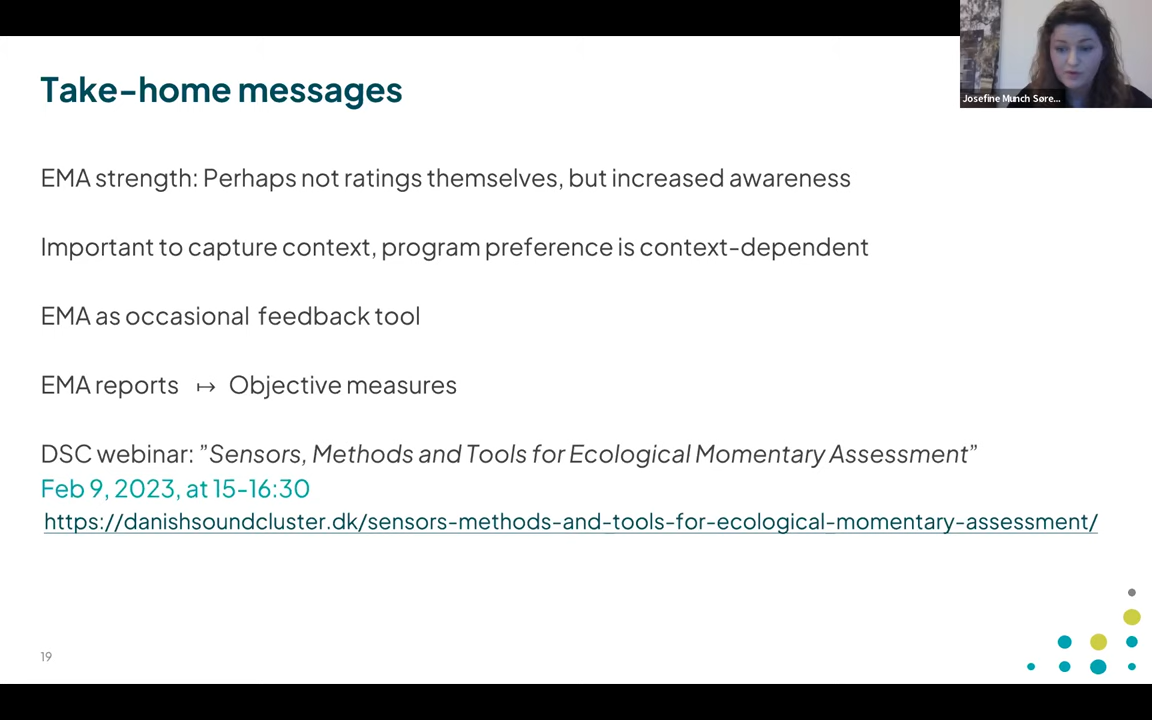 Take-home messages
Josefine Munch Søre...
EMA strength: Perhaps not ratings themselves, but increased awareness
Important to capture context, program preference is context-dependent
EMA as occasional feedback tool
EMA reports ↦ Objective measures
DSC webinar: ”Sensors, Methods and Tools for Ecological Momentary Assessment”
Feb 9, 2023, at 15-16:30
https://danishsoundcluster.dk/sensors-methods-and-tools-for-ecological-momentary-assessment/
19